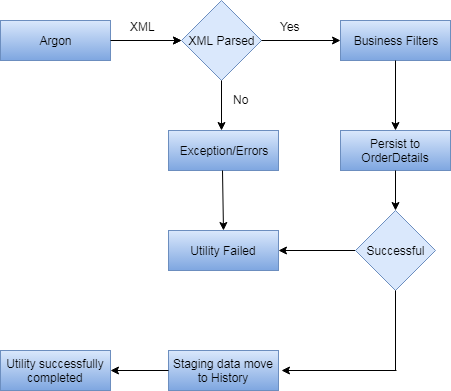 Argon
XML
XML Parsed
Yes
Business Filters
No
Exception/Errors
Persist to
OrderDetails
Utility Failed
Successful
Utility successfully
completed
Staging data move
to History